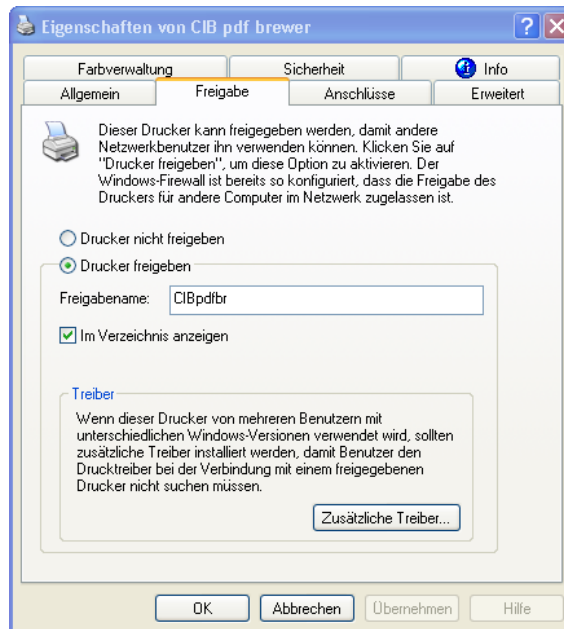 Eigenschaften von CIB pdf brewer
Farbverwaltung Sicherheit Info
Allgemein Freigabe Anschlüsse Erweitert
Dieser Drucker kann freigegeben werden, damit andere
Netzwerkbenutzer ihn verwenden können. Klicken Sie auf
"Drucker freigeben", um diese Option zu aktivieren. Der
Windows-Firewall ist bereits so konfiguriert, dass die Freigabe des
Druckers für andere Computer im Netzwerk zugelassen ist.
Drucker nicht freigeben
Drucker freigeben
Freigabename: CIBpdfbr
Im Verzeichnis anzeigen
Treiber
Wenn dieser Drucker von mehreren Benutzern mit
unterschiedlichen Windows-Versionen verwendet wird, sollten
zusätzliche Treiber installiert werden, damit Benutzer den
Drucktreiber bei der Verbindung mit einem freigegebenen
Drucker nicht suchen müssen.
Zusätzliche Treiber...
OK Abbrechen Übernehmen Hilfe